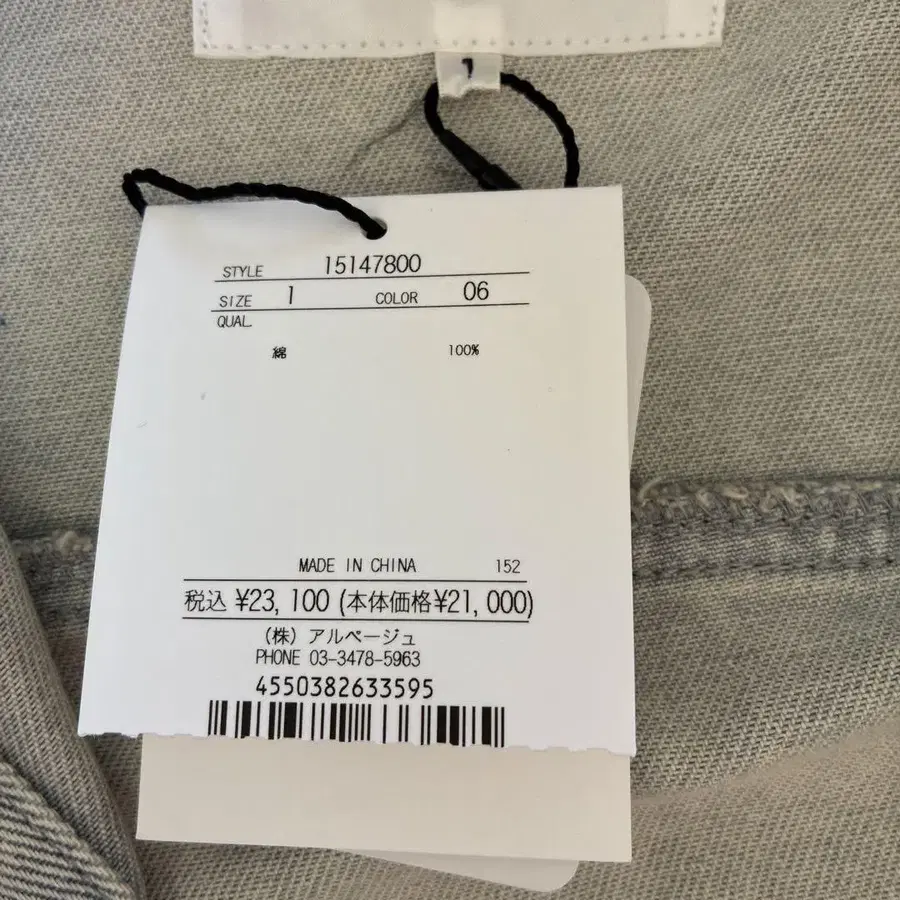 1
STYLE 15147800
SIZE 1 COLOR 06
QUAL
綿 100%
MADE IN CHINA 152
税込 ¥23,100 (本体価格¥21,000)
(株) アルページュ
PHONE 03-3478-5963
4550382633595